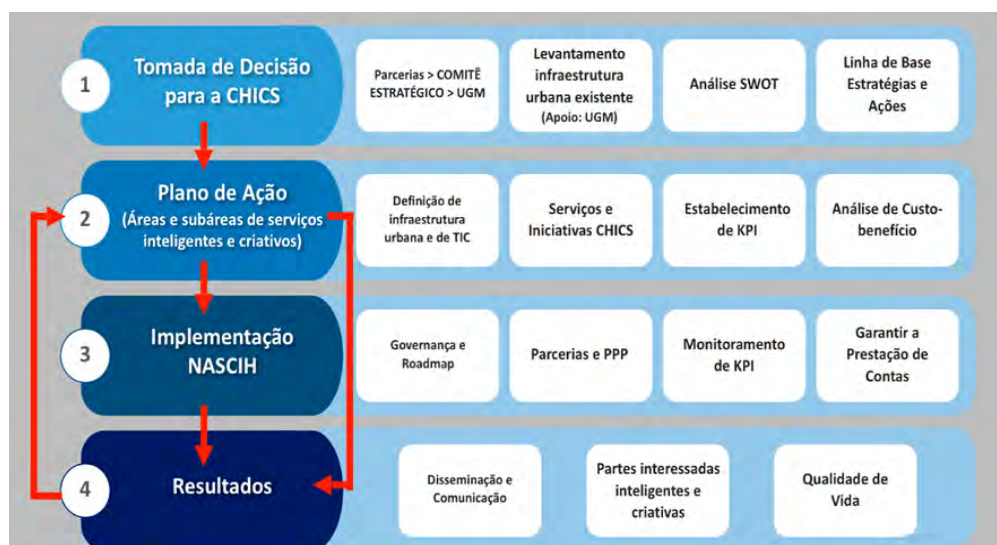 1
Tomada de Decisão
para a CHICS
Parcerias > COMITÊ
ESTRATÉGICO > UGM
Levantamento
infraestrutura
urbana existente
(Apoio: UGM)
Análise SWOT
Linha de Base
Estratégias e
Ações
2
Plano de Ação
(Áreas e subáreas de serviços
inteligentes e criativos)
Definição de
infraestrutura
urbana e de TIC
Serviços e
Iniciativas CHICS
Estabelecimento
de KPI
Análise de Custo-
benefício
3
Implementação
NASCIH
Governança e
Roadmap
Parcerias e PPP
Monitoramento
de KPI
Garantir a
Prestação de
Contas
4
Resultados
Disseminação e
Comunicação
Partes interessadas
inteligentes e
criativas
Qualidade de
Vida